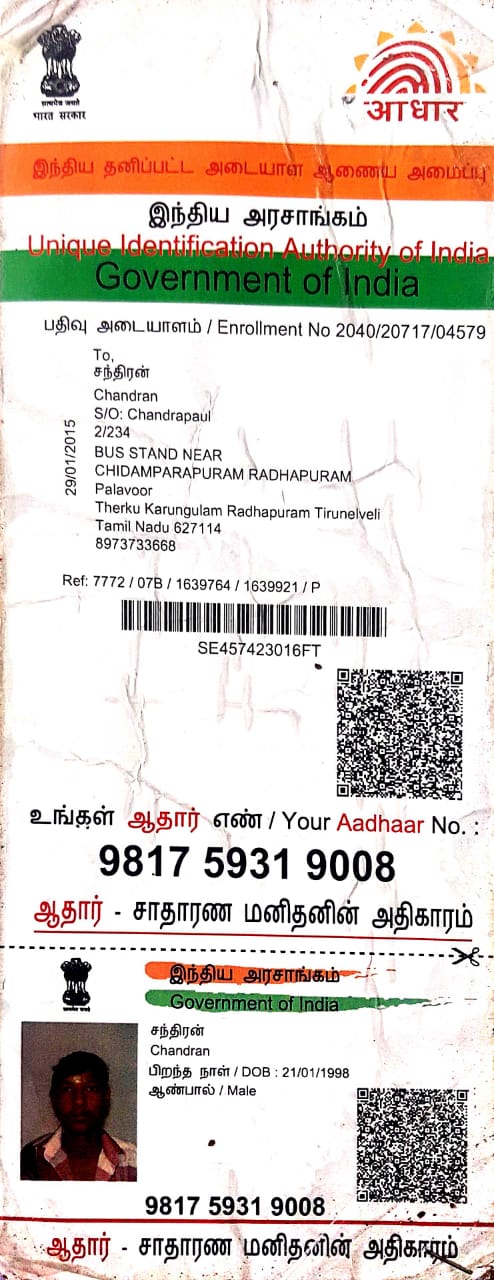 सत्यमेव जयते
भारत सरकार
आधार
இந்திய தனிப்பட்ட அடையாள ஆணைய அமைப்பு
இந்திய அரசாங்கம்
Unique Identification Authority of India
Government of India
பதிவு அடையாளம் / Enrollment No 2040/20717/04579
To,
சந்திரன்
Chandran
S/O: Chandrapaul
2/234
BUS STAND NEAR
CHIDAMPARAPURAM RADHAPURAM
Palavoor
Therku Karungulam Radhapuram Tirunelveli
Tamil Nadu 627114
8973733668
29/01/2015
Ref: 7772 / 07B / 1639764 / 1639921 / P
SE457423016FT
உங்கள் ஆதார் எண் / Your Aadhaar No. :
9817 5931 9008
ஆதார் - சாதாரண மனிதனின் அதிகாரம்
இந்திய அரசாங்கம்
Government of India
சந்திரன்
Chandran
பிறந்த நாள் / DOB : 21/01/1998
ஆண்பால் / Male
9817 5931 9008
ஆதார் - சாதாரண மனிதனின் அதிகாரம்